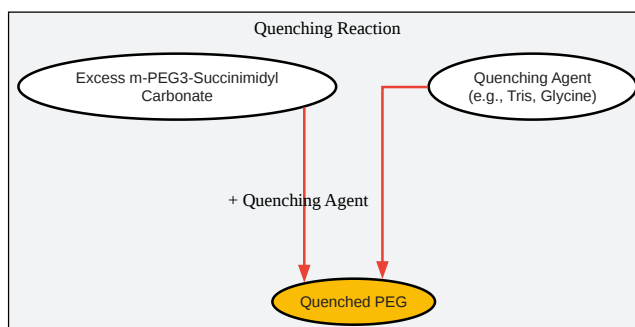 Quenching Reaction
Excess m-PEG3-Succinimidyl
Carbonate
Quenching Agent
(e.g., Tris, Glycine)
+ Quenching Agent
Quenched PEG